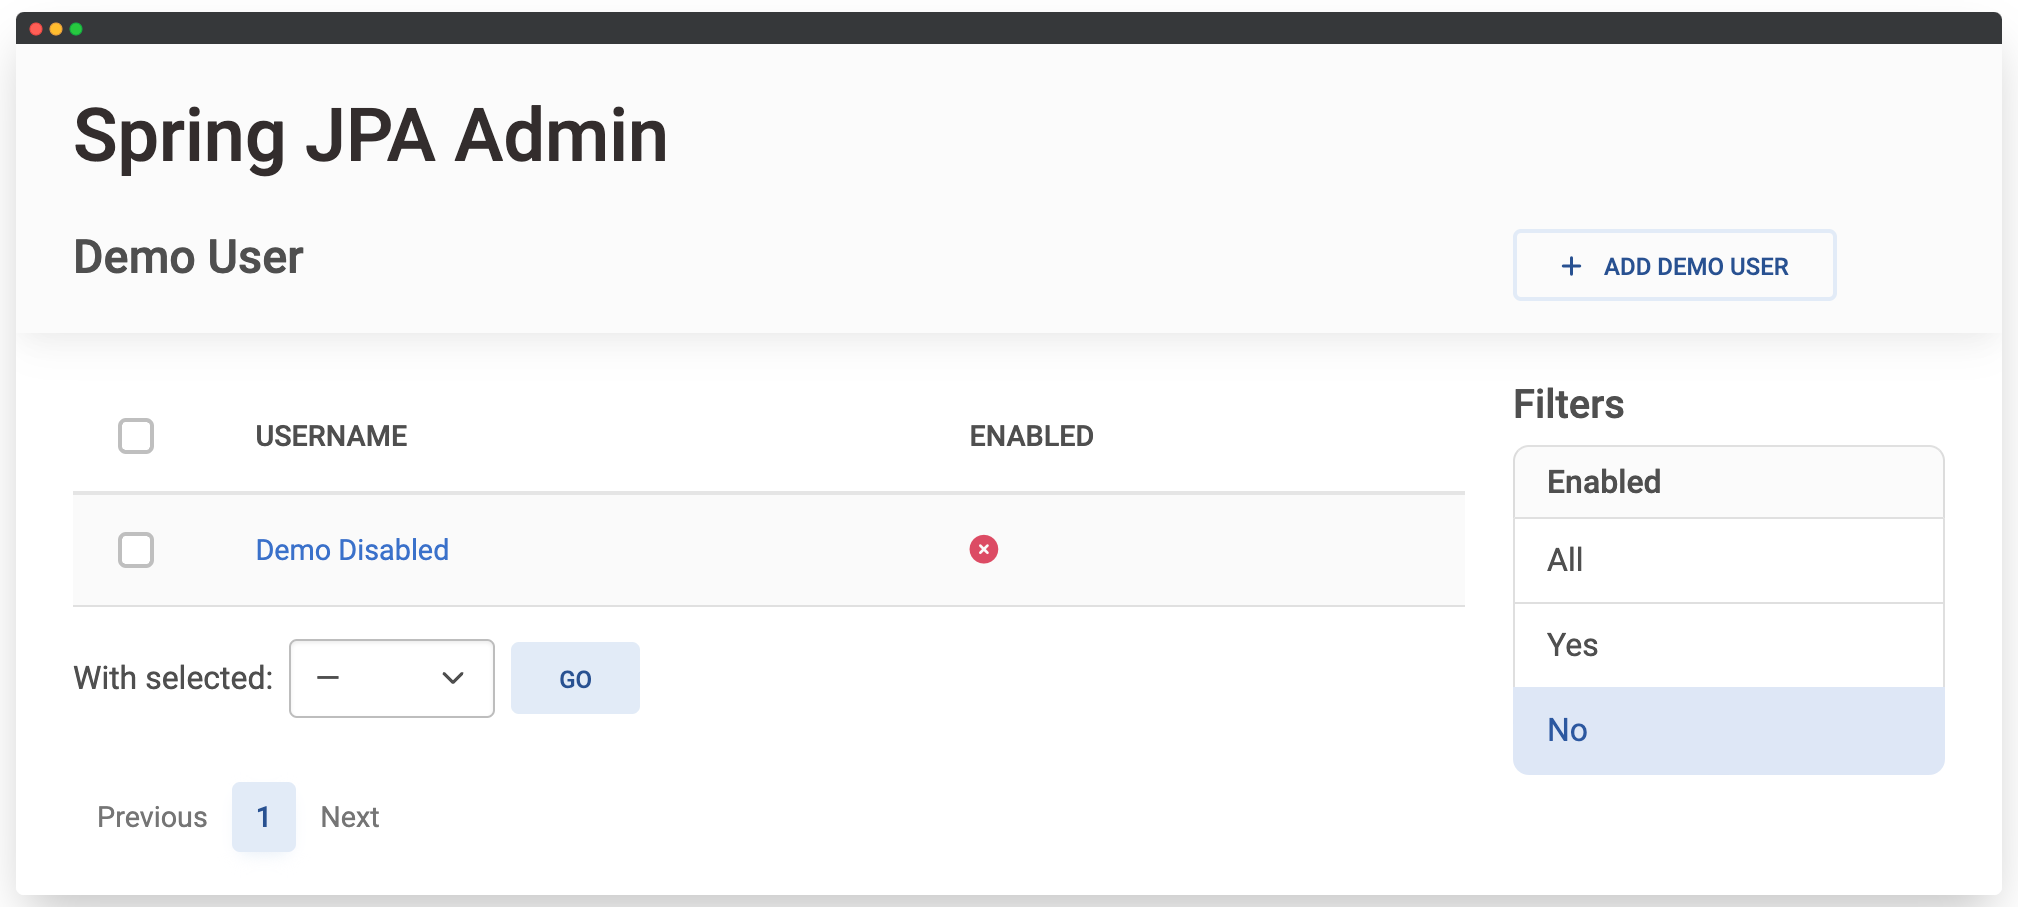 Spring JPA Admin
Demo User
+ ADD DEMO USER
USERNAME ENABLED
Demo Disabled
With selected: — GO
Previous 1 Next
Filters
Enabled
All
Yes
No